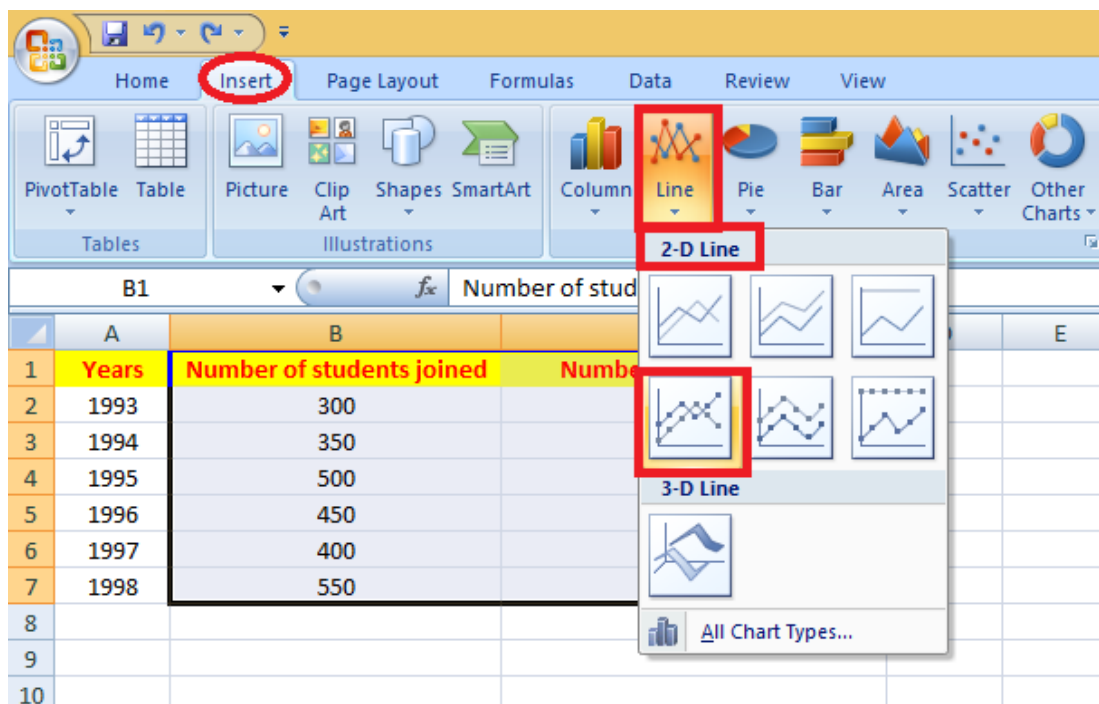 Home Insert Page Layout Formulas Data Review View
PivotTable Table Picture Clip Art Shapes SmartArt Column Line Pie Bar Area Scatter Other Charts
Tables Illustrations
2-D Line
B1 fx Number of stud
A B E
1 Years Number of students joined
2 1993 300
3 1994 350
4 1995 500
3-D Line
5 1996 450
6 1997 400
7 1998 550
8
All Chart Types...
9
10